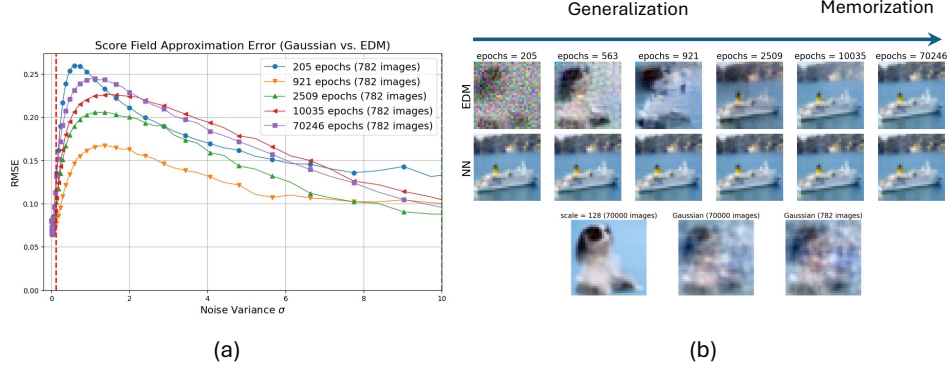 Generalization
Memorization
Score Field Approximation Error (Gaussian vs. EDM)
205 epochs (782 images)
921 epochs (782 images)
2509 epochs (782 images)
10035 epochs (782 images)
70246 epochs (782 images)
RMSE
0.25
0.20
0.15
0.10
0.05
0.00
0 2 4 6 8 10
Noise Variance σ
(a)
epochs = 205 epochs = 563 epochs = 921 epochs = 2509 epochs = 10035 epochs = 70246
EDM
NN
scale = 128 (70000 images) Gaussian (70000 images) Gaussian (782 images)
(b)